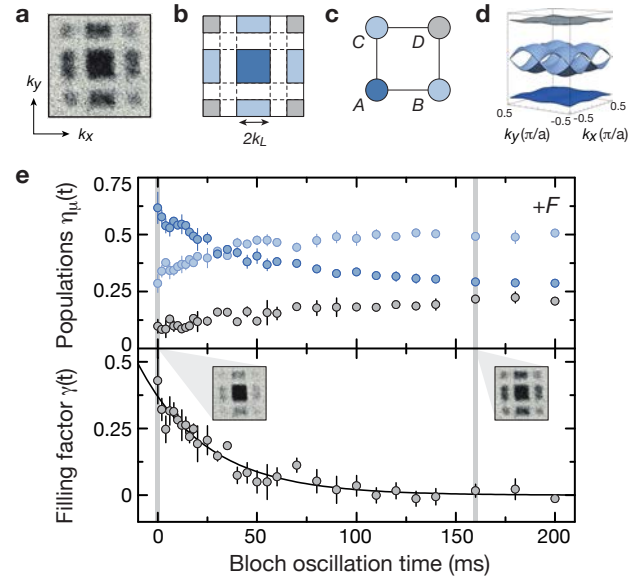 a
b
c
d
k_y
k_x
2k_L
C
D
A
B
0.5
-0.5
-0.5
0.5
k_y(π/a)
k_x(π/a)
e
+F
Populations η_μ(t)
0.75
0.5
0.25
0
Filling factor γ(t)
0.5
0.25
0
0
50
100
150
200
Bloch oscillation time (ms)